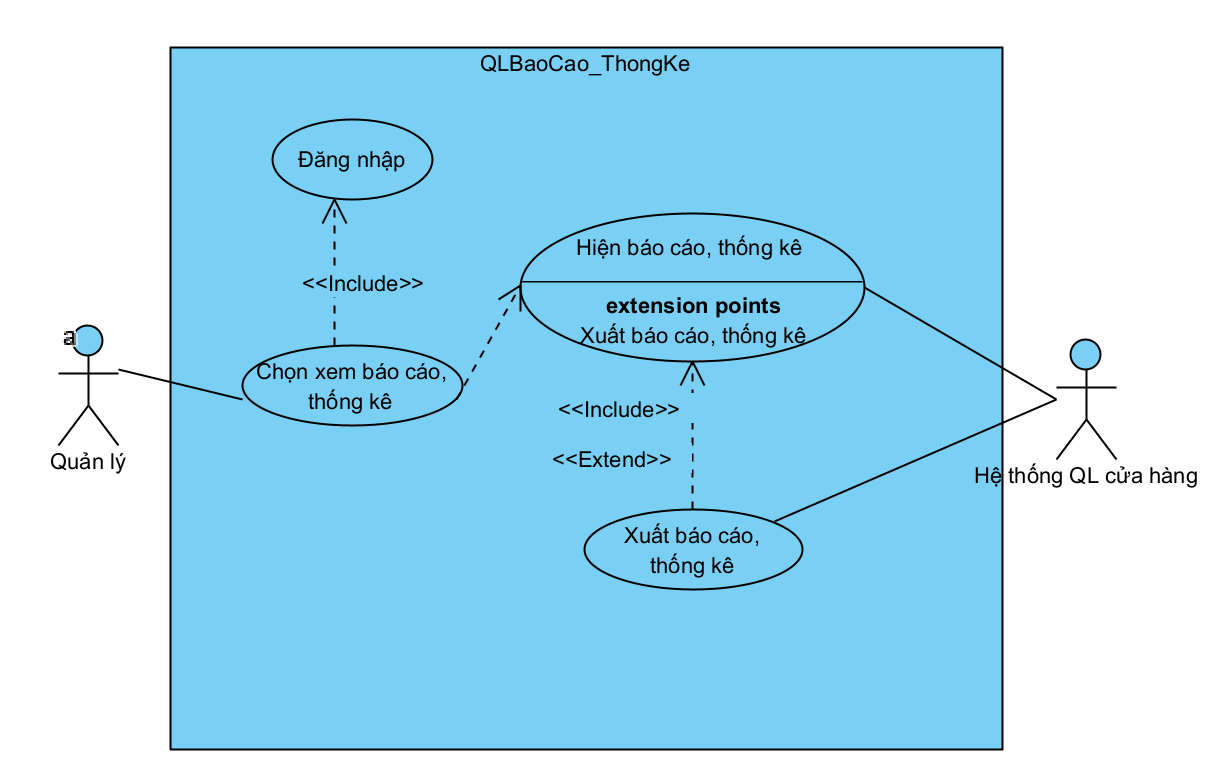 QLBaoCao_ThongKe
Đăng nhập
<<Include>>
Hiện báo cáo, thống kê
extension points
Xuất báo cáo, thống kê
a
Chọn xem báo cáo,
thống kê
<<Include>>
<<Extend>>
Quản lý
Hệ thống QL cửa hàng
Xuất báo cáo,
thống kê